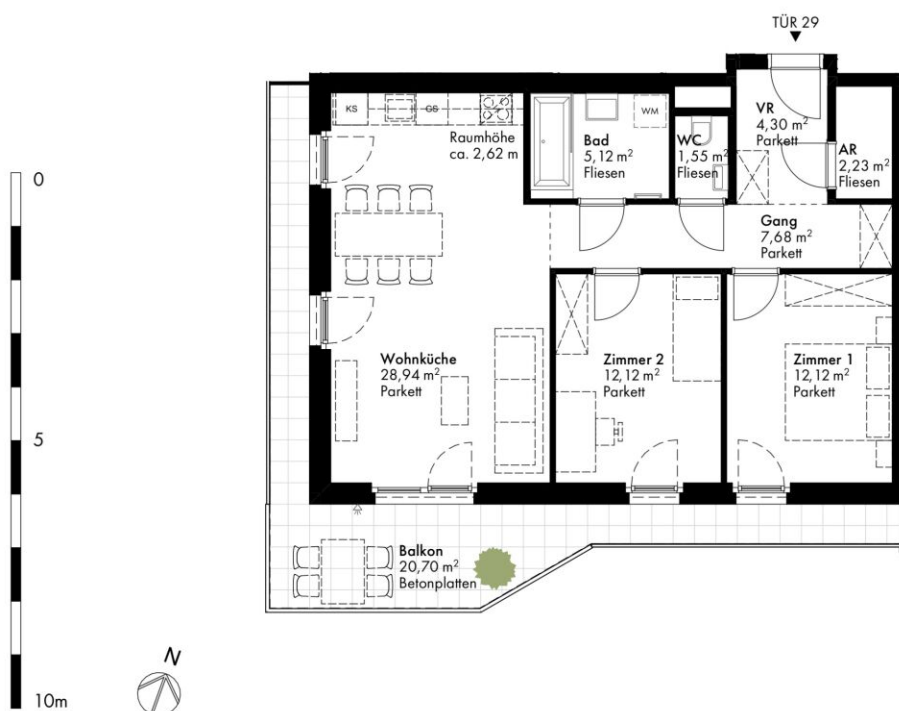 TÜR 29
0
5
10m
N
KS
GS
Raumhöhe
ca. 2,62 m
Bad
5,12 m²
Fliesen
WM
WC
1,55 m²
Fliesen
VR
4,30 m²
Parkett
AR
2,23 m²
Fliesen
Gang
7,68 m²
Parkett
Wohnküche
28,94 m²
Parkett
Zimmer 2
12,12 m²
Parkett
Zimmer 1
12,12 m²
Parkett
Balkon
20,70 m²
Betonplatten